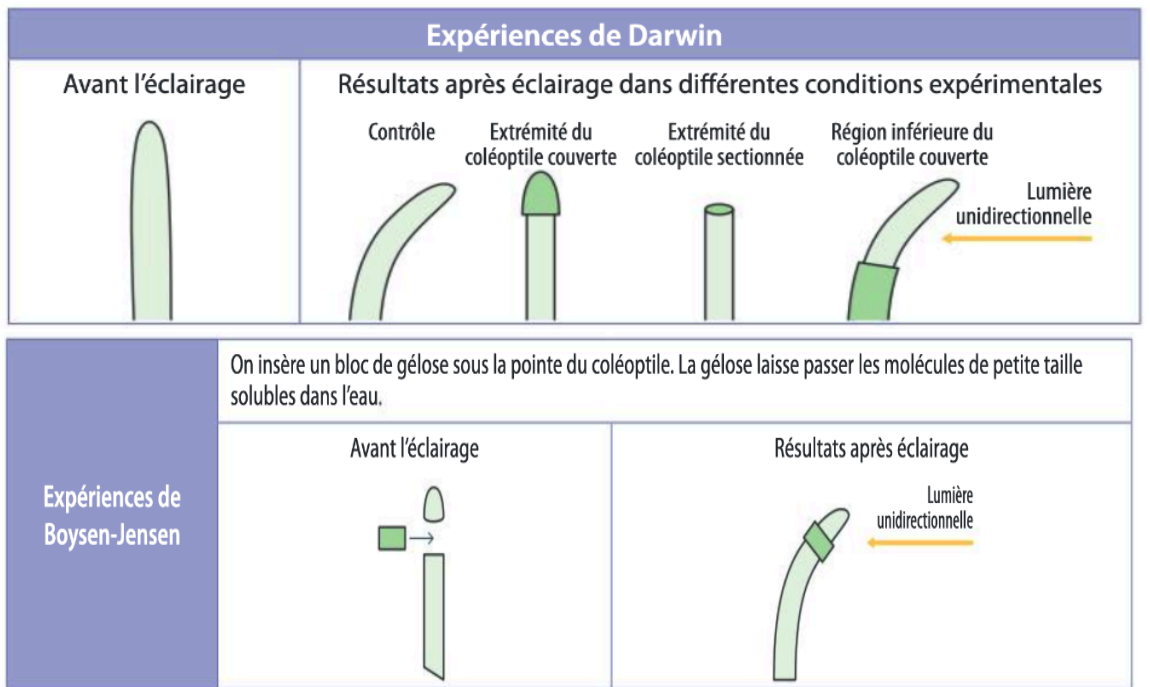 Expériences de Darwin
Avant l'éclairage
Résultats après éclairage dans différentes conditions expérimentales
Contrôle
Extrémité du
coléoptile couverte
Extrémité du
coléoptile sectionnée
Région inférieure du
coléoptile couverte
Lumière
unidirectionnelle
Expériences de
Boysen-Jensen
On insère un bloc de gélose sous la pointe du coléoptile. La gélose laisse passer les molécules de petite taille
solubles dans l'eau.
Avant l'éclairage
Résultats après éclairage
Lumière
unidirectionnelle